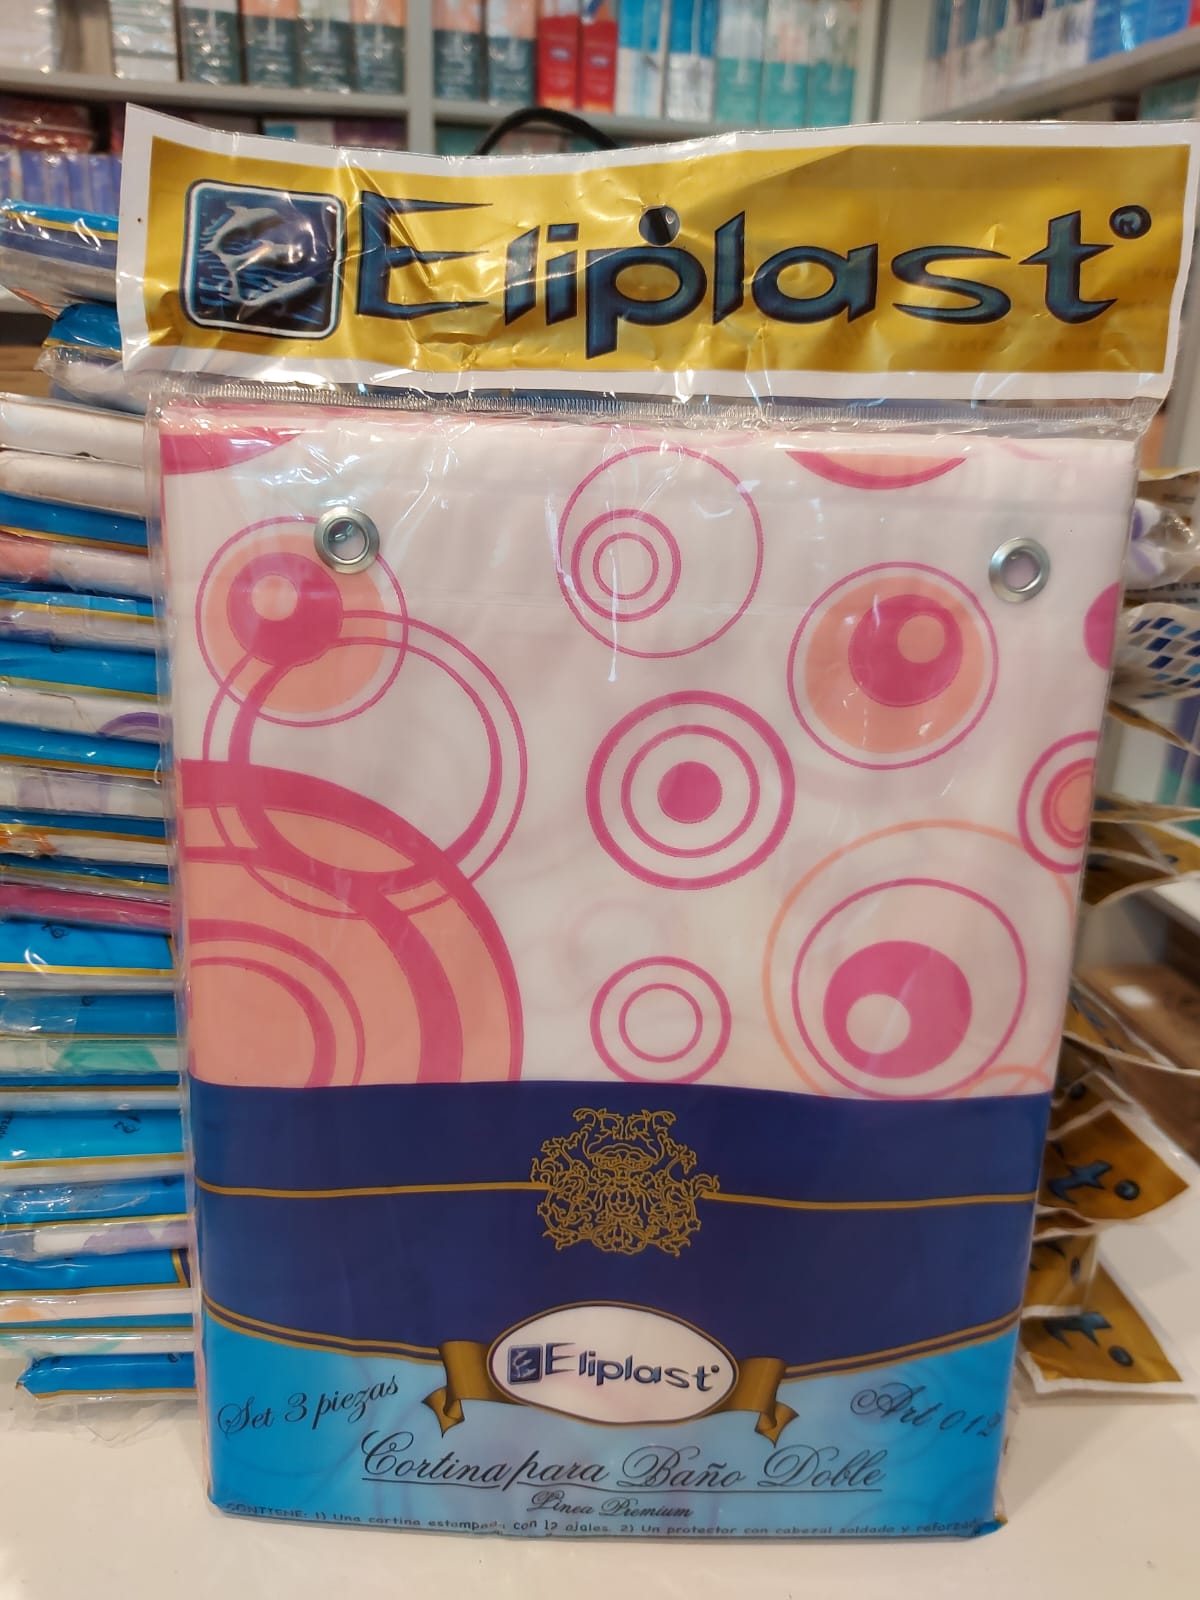 Eliplast®
Eliplast®
Set 3 piezas
Art 012
Cortina para Baño Doble
Linea Premium
CONTIENE: 1) Una cortina estampada con 12 ojales. 2) Un protector con cabezal soldado y reforzado